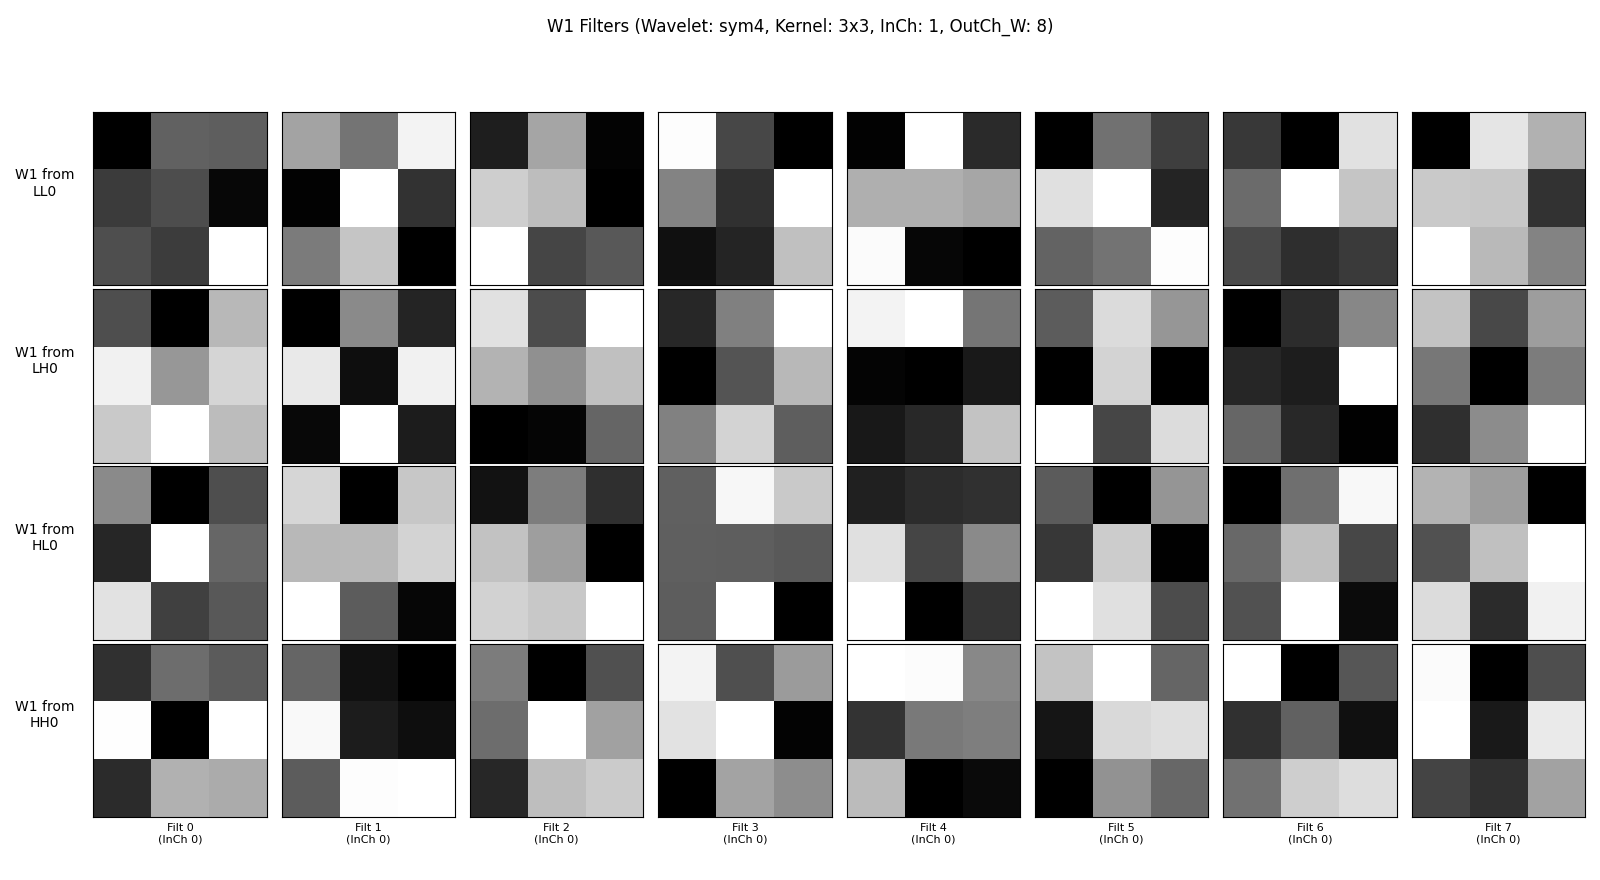 W1 Filters (Wavelet: sym4, Kernel: 3x3, InCh: 1, OutCh_W: 8)
W1 from
LL0
W1 from
LH0
W1 from
HL0
W1 from
HH0
Filt 0
(InCh 0)
Filt 1
(InCh 0)
Filt 2
(InCh 0)
Filt 3
(InCh 0)
Filt 4
(InCh 0)
Filt 5
(InCh 0)
Filt 6
(InCh 0)
Filt 7
(InCh 0)